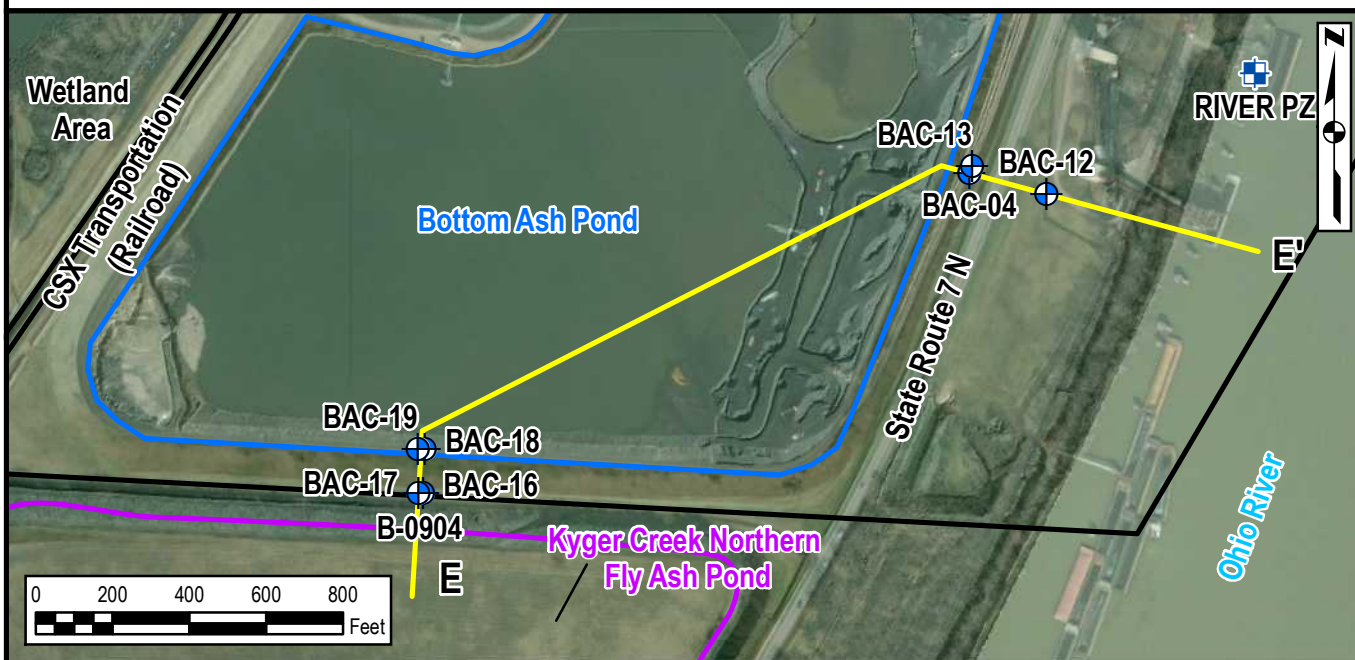 Wetland
Area
CSX Transportation
(Railroad)
Bottom Ash Pond
BAC-13
BAC-12
BAC-04
RIVER PZ
N
E'
State Route 7 N
Ohio River
BAC-19
BAC-18
BAC-17
BAC-16
B-0904
Kyger Creek Northern
Fly Ash Pond
E
0 200 400 600 800
Feet